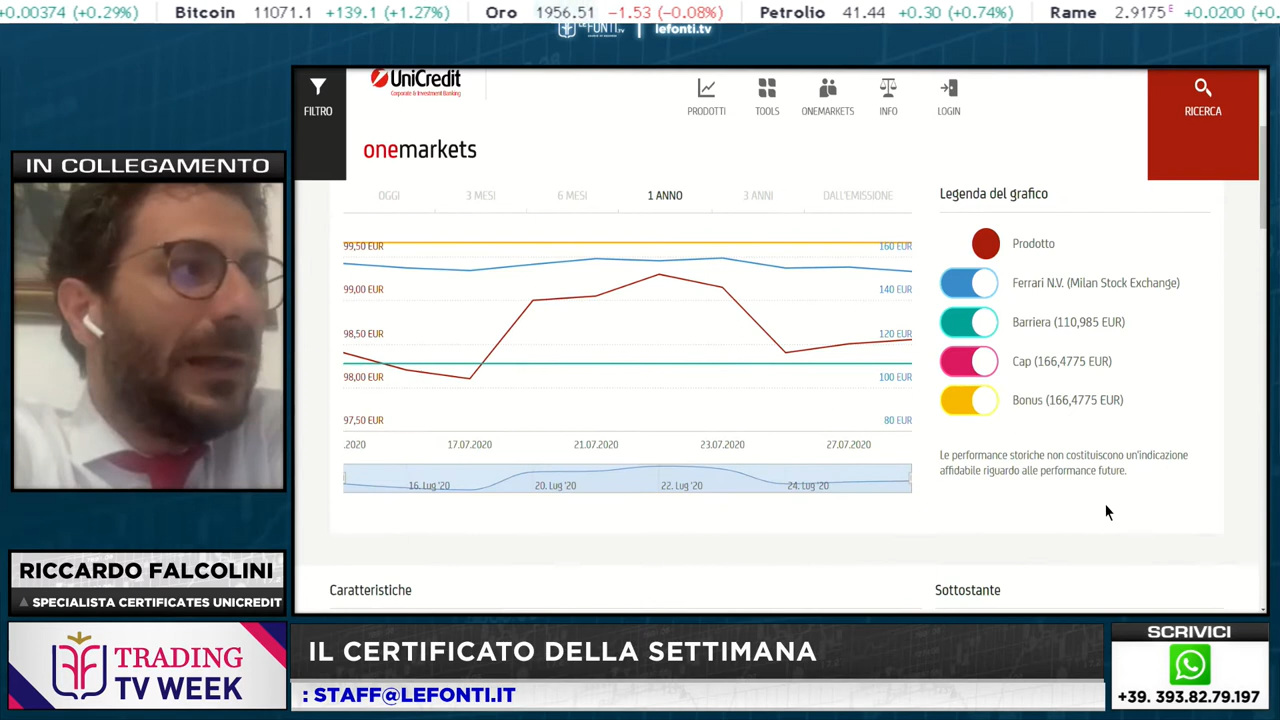 +0.00374 (+0.29%) Bitcoin 11071.1 +139.1 (+1.27%) Oro 1956.51 -1.53 (-0.08%) Petrolio 41.44 +0.30 (+0.74%) Rame 2.9175E +0.0200 (+0.
LEFONTI.TV lefonti.tv
UniCredit
Corporate & Investment Banking
FILTRO
PRODOTTI TOOLS ONEMARKETS INFO LOGIN
RICERCA
onemarkets
IN COLLEGAMENTO
OGGI 3 MESI 6 MESI 1 ANNO 3 ANNI DALL'EMISSIONE
Legenda del grafico
99,50 EUR 160 EUR
Prodotto
99,00 EUR 140 EUR
Ferrari N.V. (Milan Stock Exchange)
98,50 EUR 120 EUR
Barriera (110,985 EUR)
98,00 EUR 100 EUR
Cap (166,4775 EUR)
97,50 EUR 80 EUR
Bonus (166,4775 EUR)
.2020 17.07.2020 21.07.2020 23.07.2020 27.07.2020
Le performance storiche non costituiscono un'indicazione
affidabile riguardo alle performance future.
16. Lug '20 20. Lug '20 22. Lug '20 24. Lug '20
Caratteristiche
Sottostante
RICCARDO FALCOLINI
SPECIALISTA CERTIFICATES UNICREDIT
TRADING
TV WEEK
IL CERTIFICATO DELLA SETTIMANA
: STAFF@LEFONTI.IT
SCRIVICI
+39. 393.82.79.197